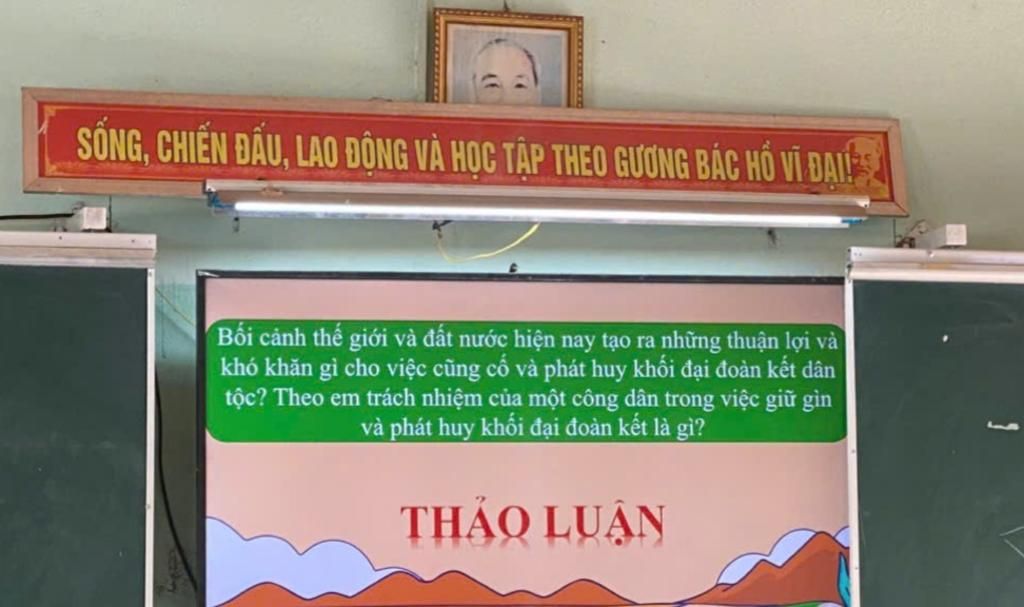 SỐNG, CHIẾN ĐẤU, LAO ĐỘNG VÀ HỌC TẬP THEO GƯƠNG BÁC HỒ VĨ ĐẠI!
Bối cảnh thế giới và đất nước hiện nay tạo ra những thuận lợi và
khó khăn gì cho việc cũng cố và phát huy khối đại đoàn kết dân
tộc? Theo em trách nhiệm của một công dân trong việc giữ gìn
và phát huy khối đại đoàn kết là gì?
THẢO LUẬN